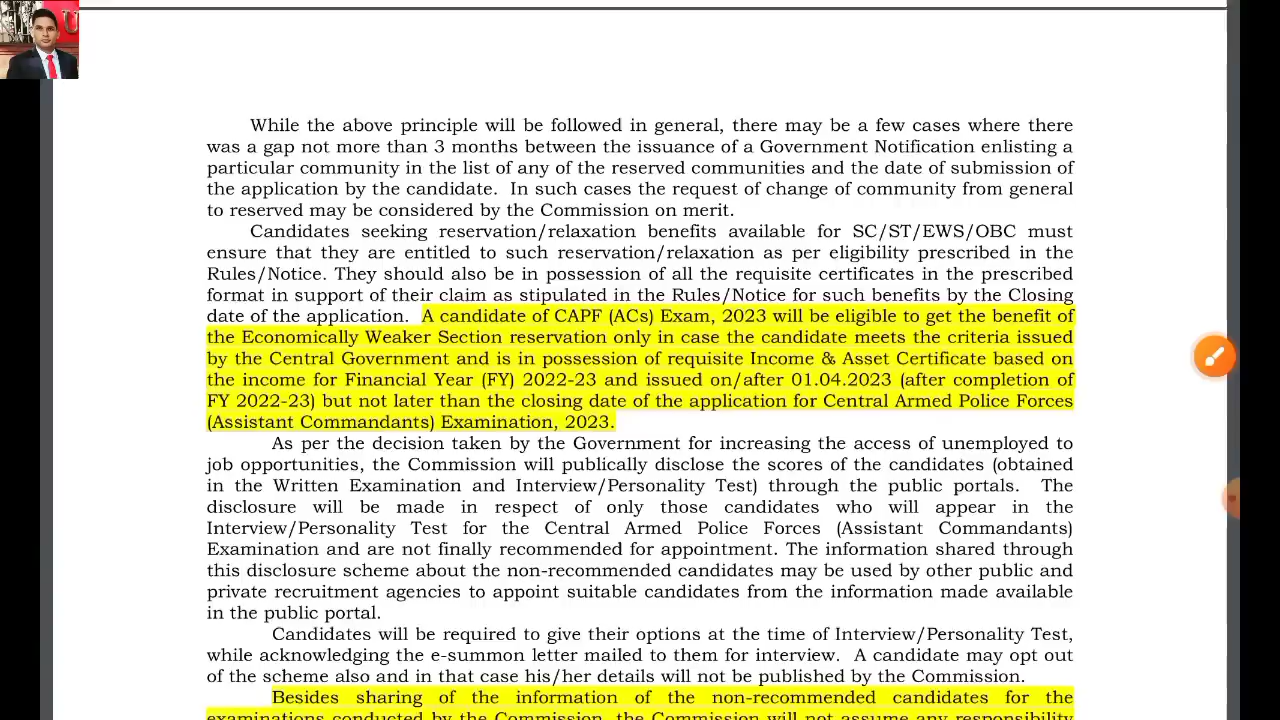 U
While the above principle will be followed in general, there may be a few cases where there
was a gap not more than 3 months between the issuance of a Government Notification enlisting a
particular community in the list of any of the reserved communities and the date of submission of
the application by the candidate. In such cases the request of change of community from general
to reserved may be considered by the Commission on merit.
Candidates seeking reservation/relaxation benefits available for SC/ST/EWS/OBC must
ensure that they are entitled to such reservation/relaxation as per eligibility prescribed in the
Rules/Notice. They should also be in possession of all the requisite certificates in the prescribed
format in support of their claim as stipulated in the Rules/Notice for such benefits by the Closing
date of the application. A candidate of CAPF (ACs) Exam, 2023 will be eligible to get the benefit of
the Economically Weaker Section reservation only in case the candidate meets the criteria issued
by the Central Government and is in possession of requisite Income & Asset Certificate based on
the income for Financial Year (FY) 2022-23 and issued on/after 01.04.2023 (after completion of
FY 2022-23) but not later than the closing date of the application for Central Armed Police Forces
(Assistant Commandants) Examination, 2023.
As per the decision taken by the Government for increasing the access of unemployed to
job opportunities, the Commission will publically disclose the scores of the candidates (obtained
in the Written Examination and Interview/Personality Test) through the public portals. The
disclosure will be made in respect of only those candidates who will appear in the
Interview/Personality Test for the Central Armed Police Forces (Assistant Commandants)
Examination and are not finally recommended for appointment. The information shared through
this disclosure scheme about the non-recommended candidates may be used by other public and
private recruitment agencies to appoint suitable candidates from the information made available
in the public portal.
Candidates will be required to give their options at the time of Interview/Personality Test,
while acknowledging the e-summon letter mailed to them for interview. A candidate may opt out
of the scheme also and in that case his/her details will not be published by the Commission.
Besides sharing of the information of the non-recommended candidates for the
examinations conducted by the Commission, the Commission will not assume any responsibility